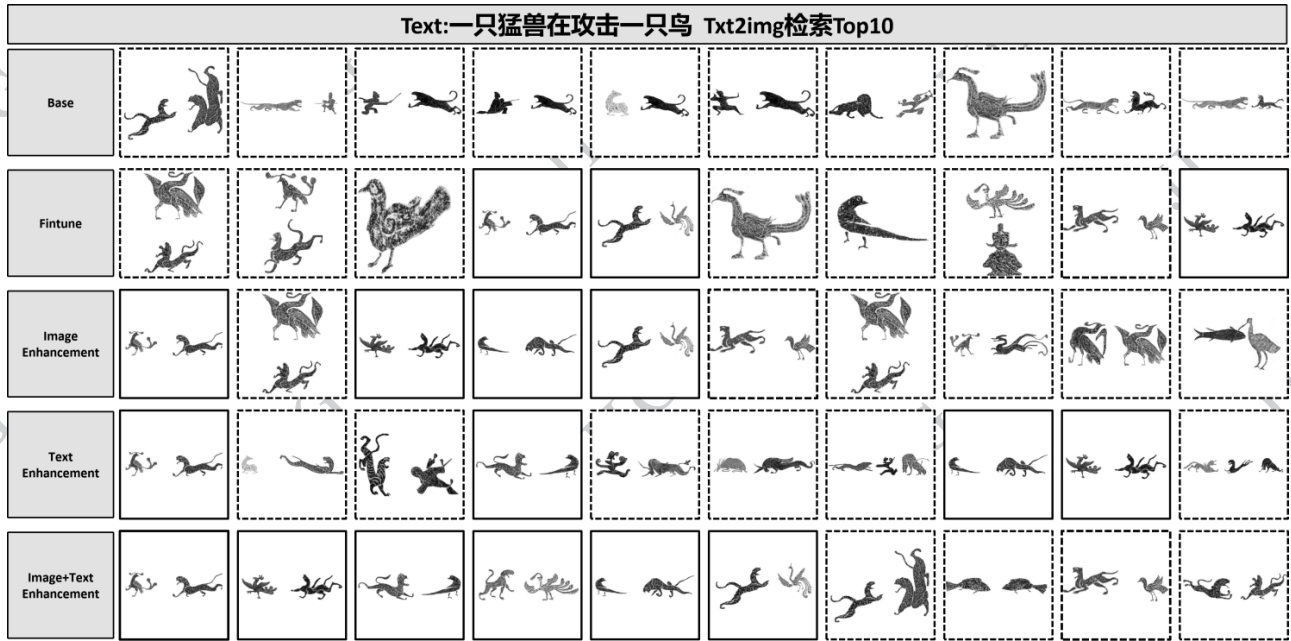 Text:一只猛兽在攻击一只鸟 Txt2img检索Top10
Base
Fintune
Image
Enhancement
Text
Enhancement
Image+Text
Enhancement